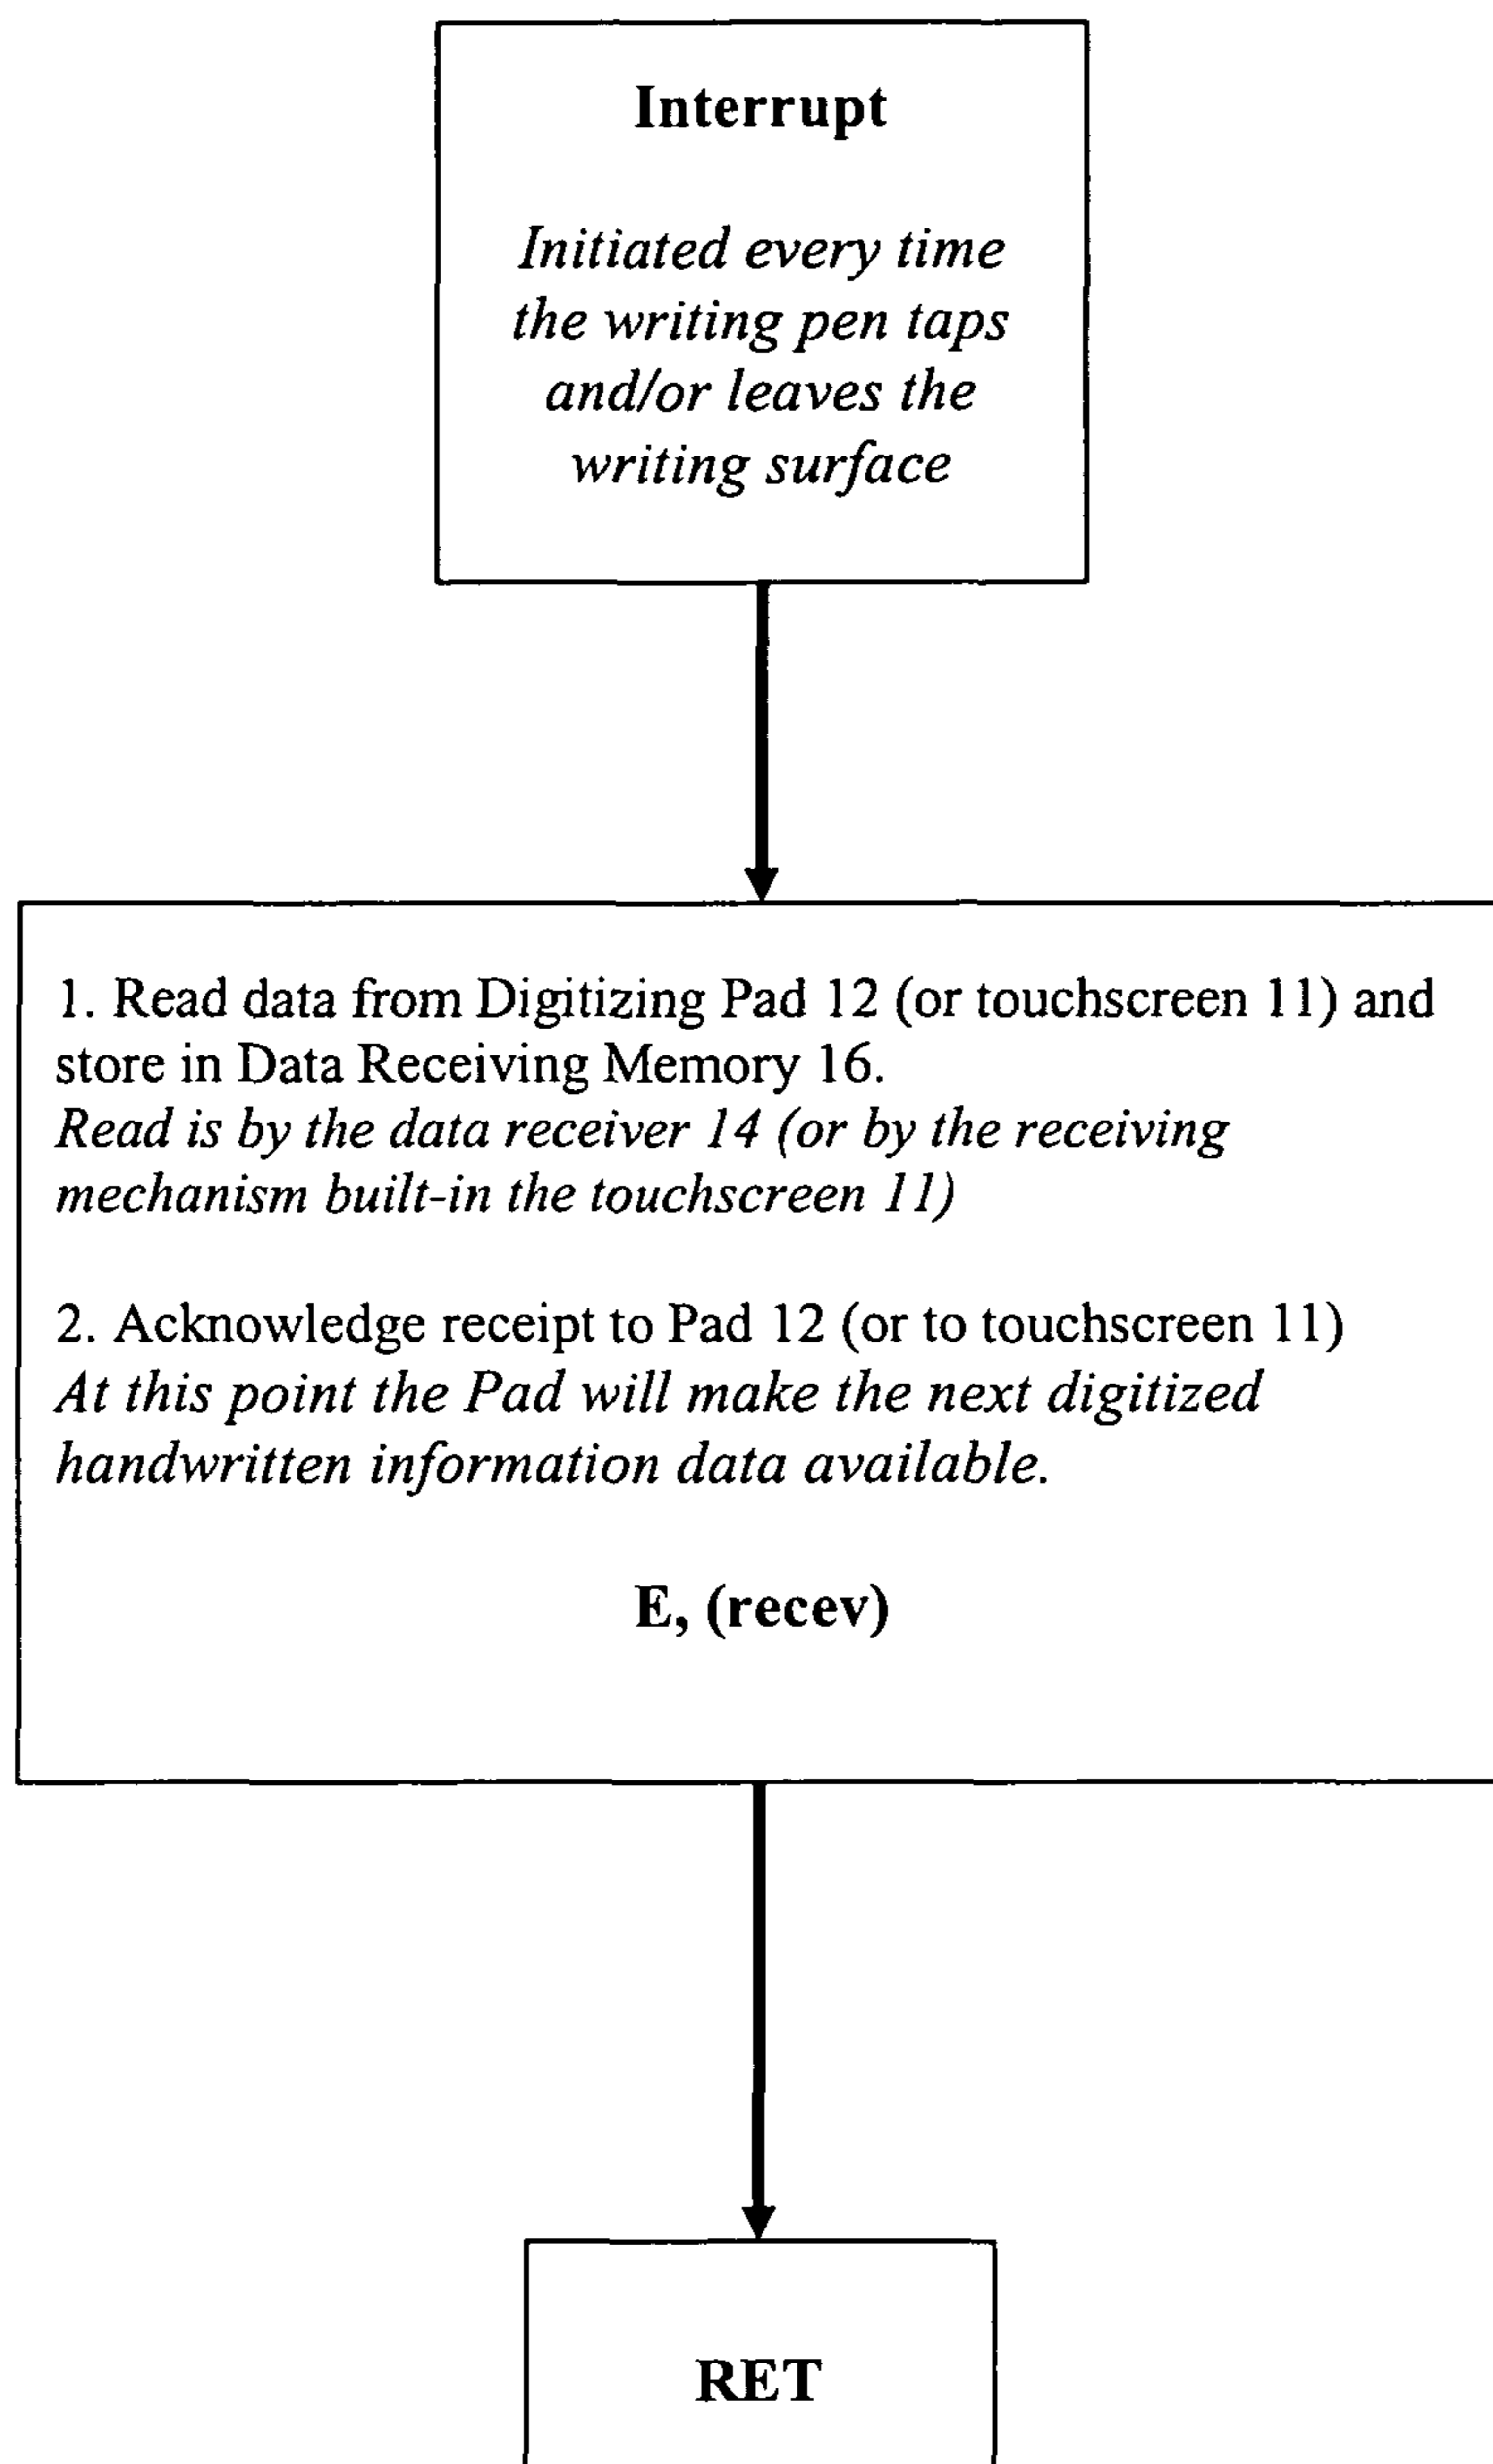 Interrupt
Initiated every time
the writing pen taps
and/or leaves the
writing surface
1. Read data from Digitizing Pad 12 (or touchscreen 11) and
store in Data Receiving Memory 16.
Read is by the data receiver 14 (or by the receiving
mechanism built-in the touchscreen 11)
2. Acknowledge receipt to Pad 12 (or to touchscreen 11)
At this point the Pad will make the next digitized
handwritten information data available.
E, (recev)
RET